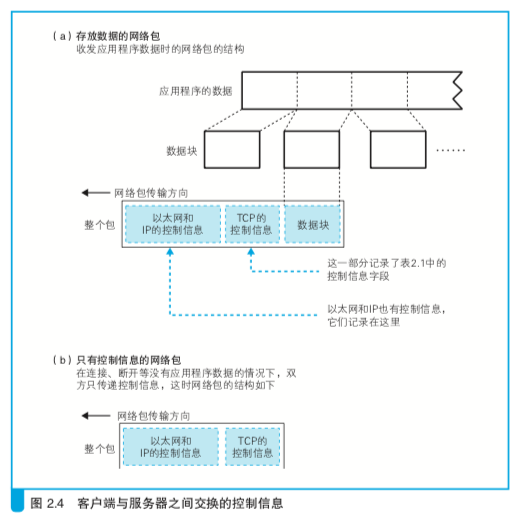 （a）存放数据的网络包
收发应用程序数据时的网络包的结构
应用程序的数据
数据块
……
网络包传输方向
整个包
以太网和
IP的控制信息
TCP的
控制信息
数据块
这一部分记录了表2.1中的
控制信息字段
以太网和IP也有控制信息，
它们记录在这里
（b）只有控制信息的网络包
在连接、断开等没有应用程序数据的情况下，双
方只传递控制信息，这时网络包的结构如下
网络包传输方向
整个包
以太网和
IP的控制信息
TCP的
控制信息
图 2.4 客户端与服务器之间交换的控制信息